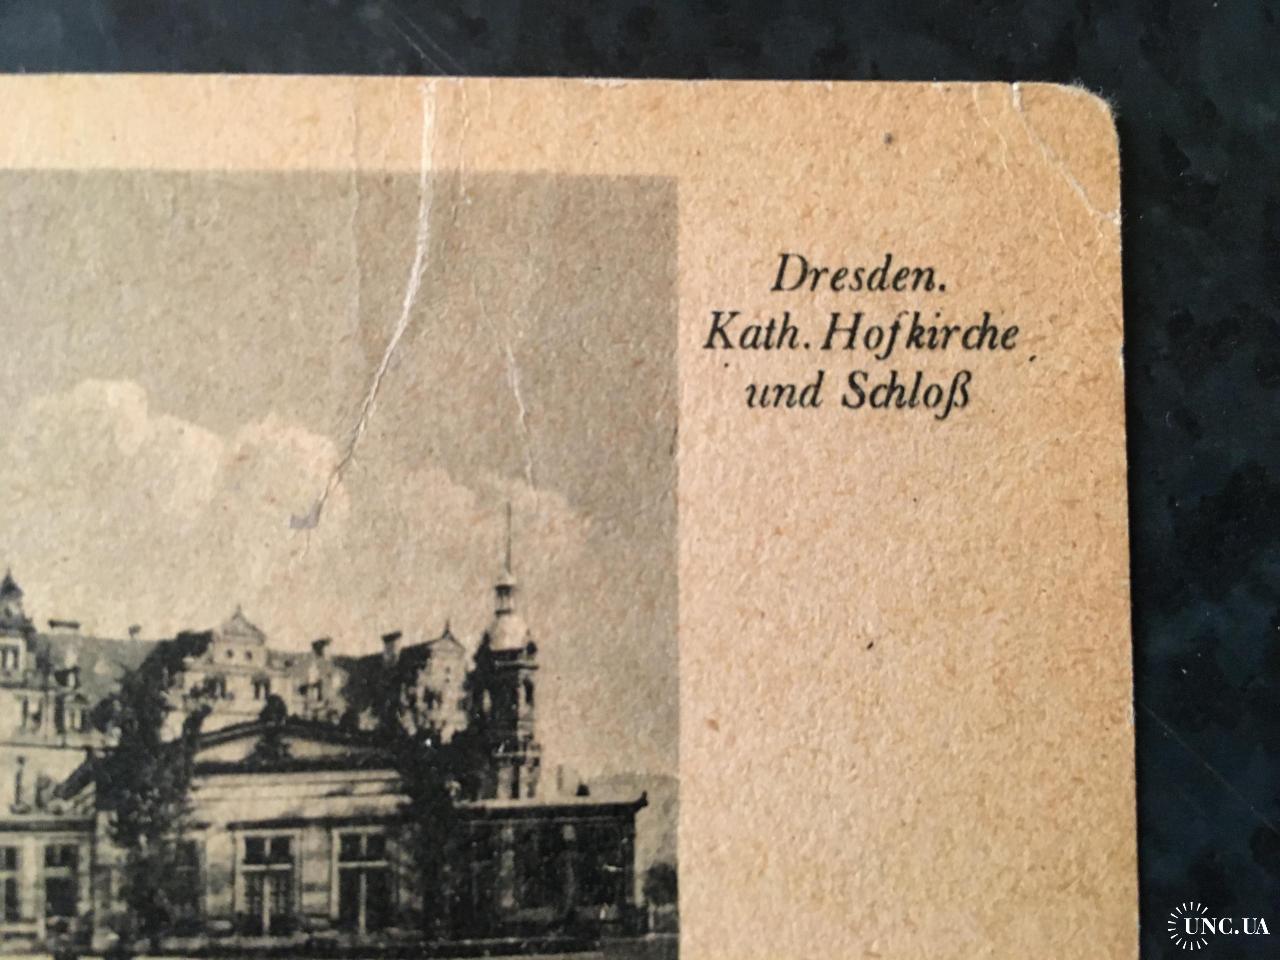 Dresden.
Kath. Hofkirche
und Schloß
UNC.UA